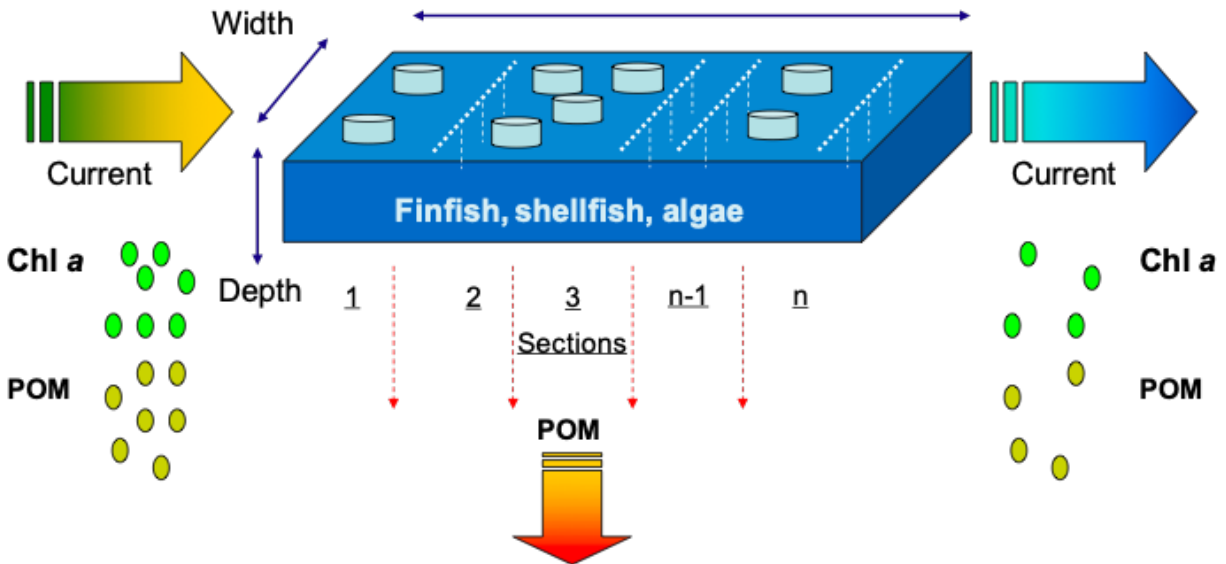 Width
Current
Current
Finfish, shellfish, algae
Chl a
Chl a
Depth
1
2
3
n-1
n
Sections
POM
POM
POM